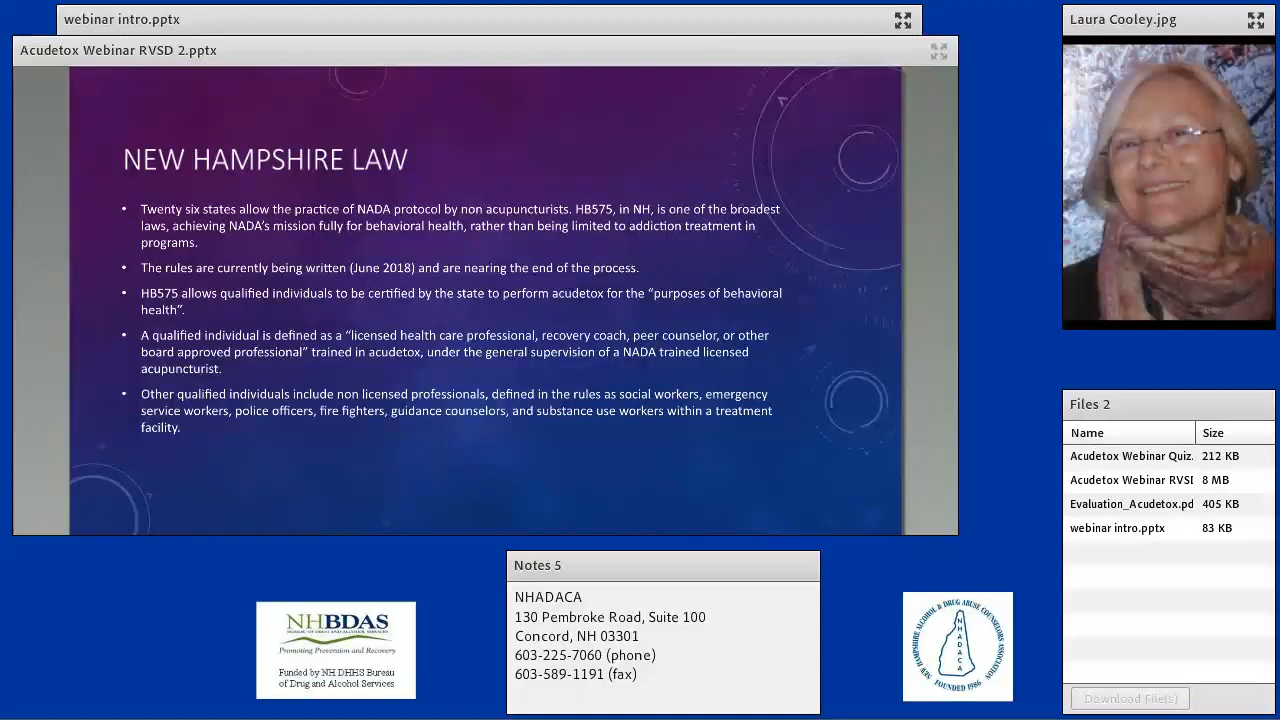 webinar intro.pptx
Acudetox Webinar RVSD 2.pptx
NEW HAMPSHIRE LAW
• Twenty six states allow the practice of NADA protocol by non acupuncturists. HB575, in NH, is one of the broadest
laws, achieving NADA's mission fully for behavioral health, rather than being limited to addiction treatment in
programs.
• The rules are currently being written (June 2018) and are nearing the end of the process.
• HB575 allows qualified individuals to be certified by the state to perform acudetox for the “purposes of behavioral
health”.
• A qualified individual is defined as a “licensed health care professional, recovery coach, peer counselor, or other
board approved professional” trained in acudetox, under the general supervision of a NADA trained licensed
acupuncturist.
• Other qualified individuals include non licensed professionals, defined in the rules as social workers, emergency
service workers, police officers, fire fighters, guidance counselors, and substance use workers within a treatment
facility.
Laura Cooley.jpg
Files 2
Name Size
Acudetox Webinar Quiz. 212 KB
Acudetox Webinar RVSI 8 MB
Evaluation_Acudetox.pd 405 KB
webinar intro.pptx 83 KB
Download File(s)
NHBDAS
BUREAU OF DRUG AND ALCOHOL SERVICES
Promoting Prevention and Recovery
Funded by NH DHHS Bureau
of Drug and Alcohol Services
Notes 5
NHADACA
130 Pembroke Road, Suite 100
Concord, NH 03301
603-225-7060 (phone)
603-589-1191 (fax)
NEW HAMPSHIRE ALCOHOL & DRUG ABUSE COUNSELORS ASSOCIATION
NHADACA
FOUNDED 1986